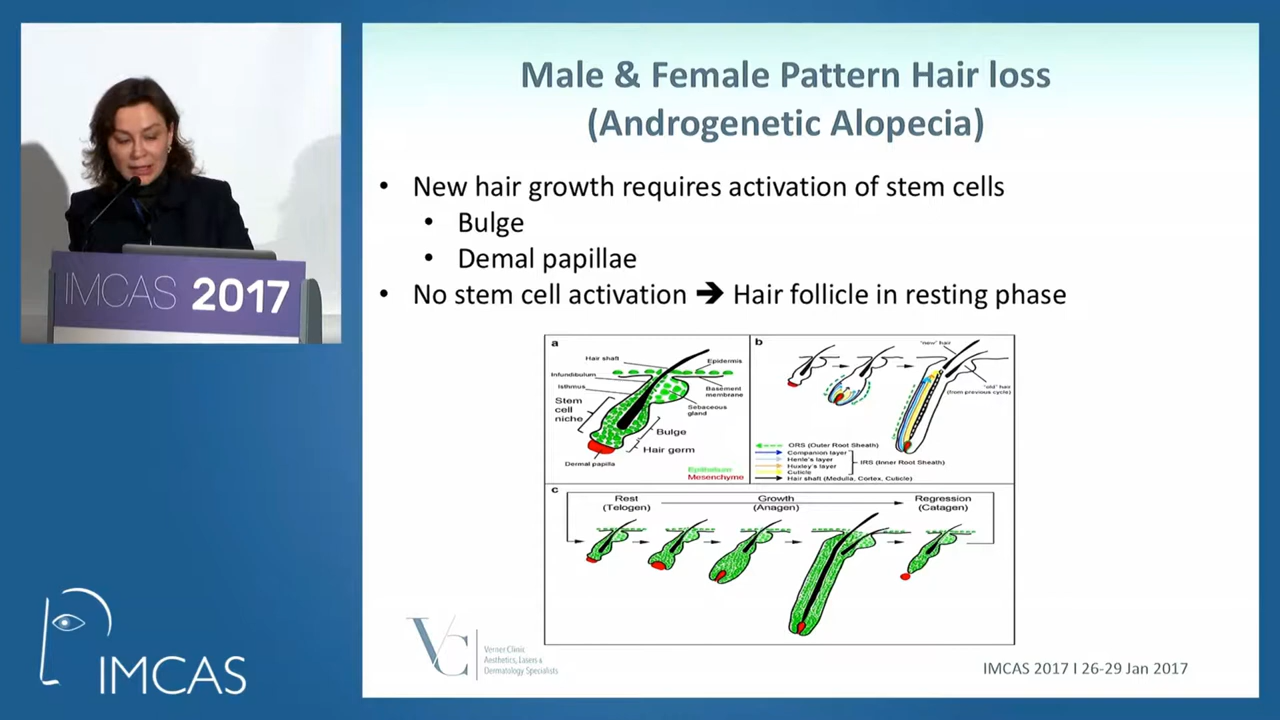 IMCAS 2017
IMCAS
Male & Female Pattern Hair loss
(Androgenetic Alopecia)
• New hair growth requires activation of stem cells
• Bulge
• Demal papillae
• No stem cell activation ➔ Hair follicle in resting phase
a
Hair shaft
Epidermis
Infundibulum
Isthmus
Basement
membrane
Stem
cell
niche
Sebaceous
gland
Bulge
Hair germ
Dermal papilla
Epithelium
Mesenchyme
b
"new" hair
"old" hair
(from previous cycle)
ORS (Outer Root Sheath)
Companion layer
Henle's layer
Huxley's layer
Cuticle
IRS (Inner Root Sheath)
Hair shaft (Medulla, Cortex, Cuticle)
c
Rest
(Telogen)
Growth
(Anagen)
Regression
(Catagen)
VC
Verner Clinic
Aesthetics, Lasers &
Dermatology Specialists
IMCAS 2017 I 26-29 Jan 2017